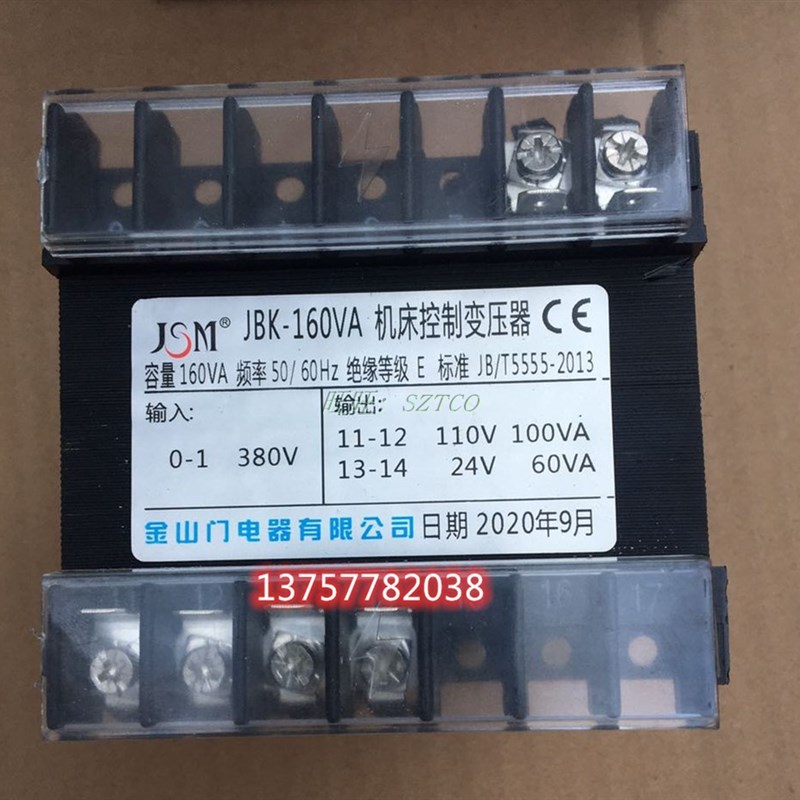 JSM® JBK-160VA 机床控制变压器 CE
容量160VA 频率50/60Hz 绝缘等级 E 标准 JB/T5555-2013
输入:
0-1 380V
输出:
SZTCO
11-12 110V 100VA
13-14 24V 60VA
金山门电器有限公司 日期 2020年9月
13757782038
16 17